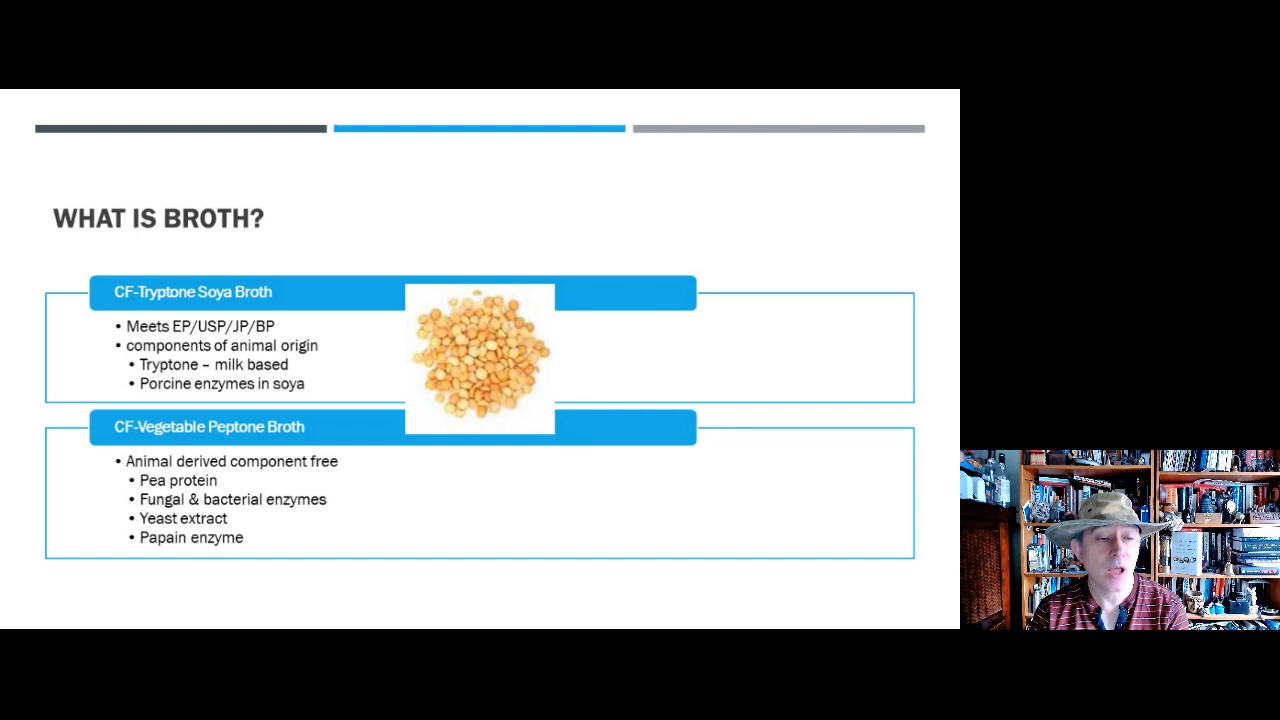 WHAT IS BROTH?
CF-Tryptone Soya Broth
• Meets EP/USP/JP/BP
• components of animal origin
• Tryptone – milk based
• Porcine enzymes in soya
CF-Vegetable Peptone Broth
• Animal derived component free
• Pea protein
• Fungal & bacterial enzymes
• Yeast extract
• Papain enzyme